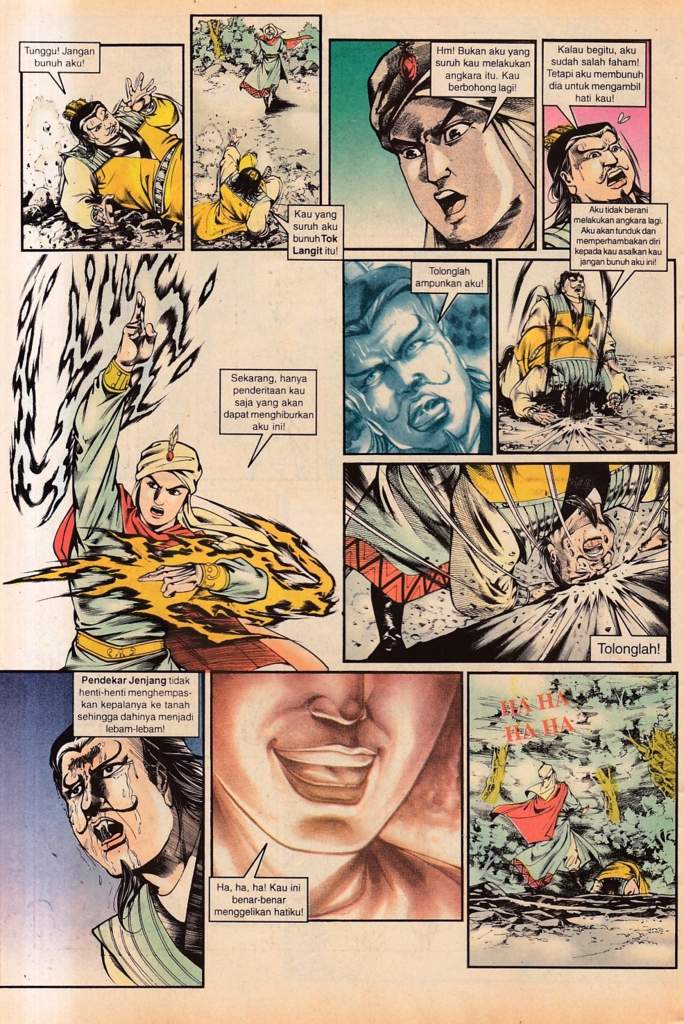 Tunggu! Jangan
bunuh aku!
Kau yang
suruh aku
bunuh Tok
Langit itu!
Hm! Bukan aku yang
suruh kau melakukan
angkara itu. Kau
berbohong lagi!
Kalau begitu, aku
sudah salah faham!
Tetapi aku membunuh
dia untuk mengambil
hati kau!
Aku tidak berani
melakukan angkara lagi.
Aku akan tunduk dan
memperhambakan diri
kepada kau asalkan kau
jangan bunuh aku ini!
Sekarang, hanya
penderitaan kau
saja yang akan
dapat menghiburkan
aku ini!
Tolonglah
ampunkan aku!
Tolonglah!
Pendekar Jenjang tidak
henti-henti menghempas-
kan kepalanya ke tanah
sehingga dahinya menjadi
lebam-lebam!
Ha, ha, ha! Kau ini
benar-benar
menggelikan hatiku!
HA HA
HA HA